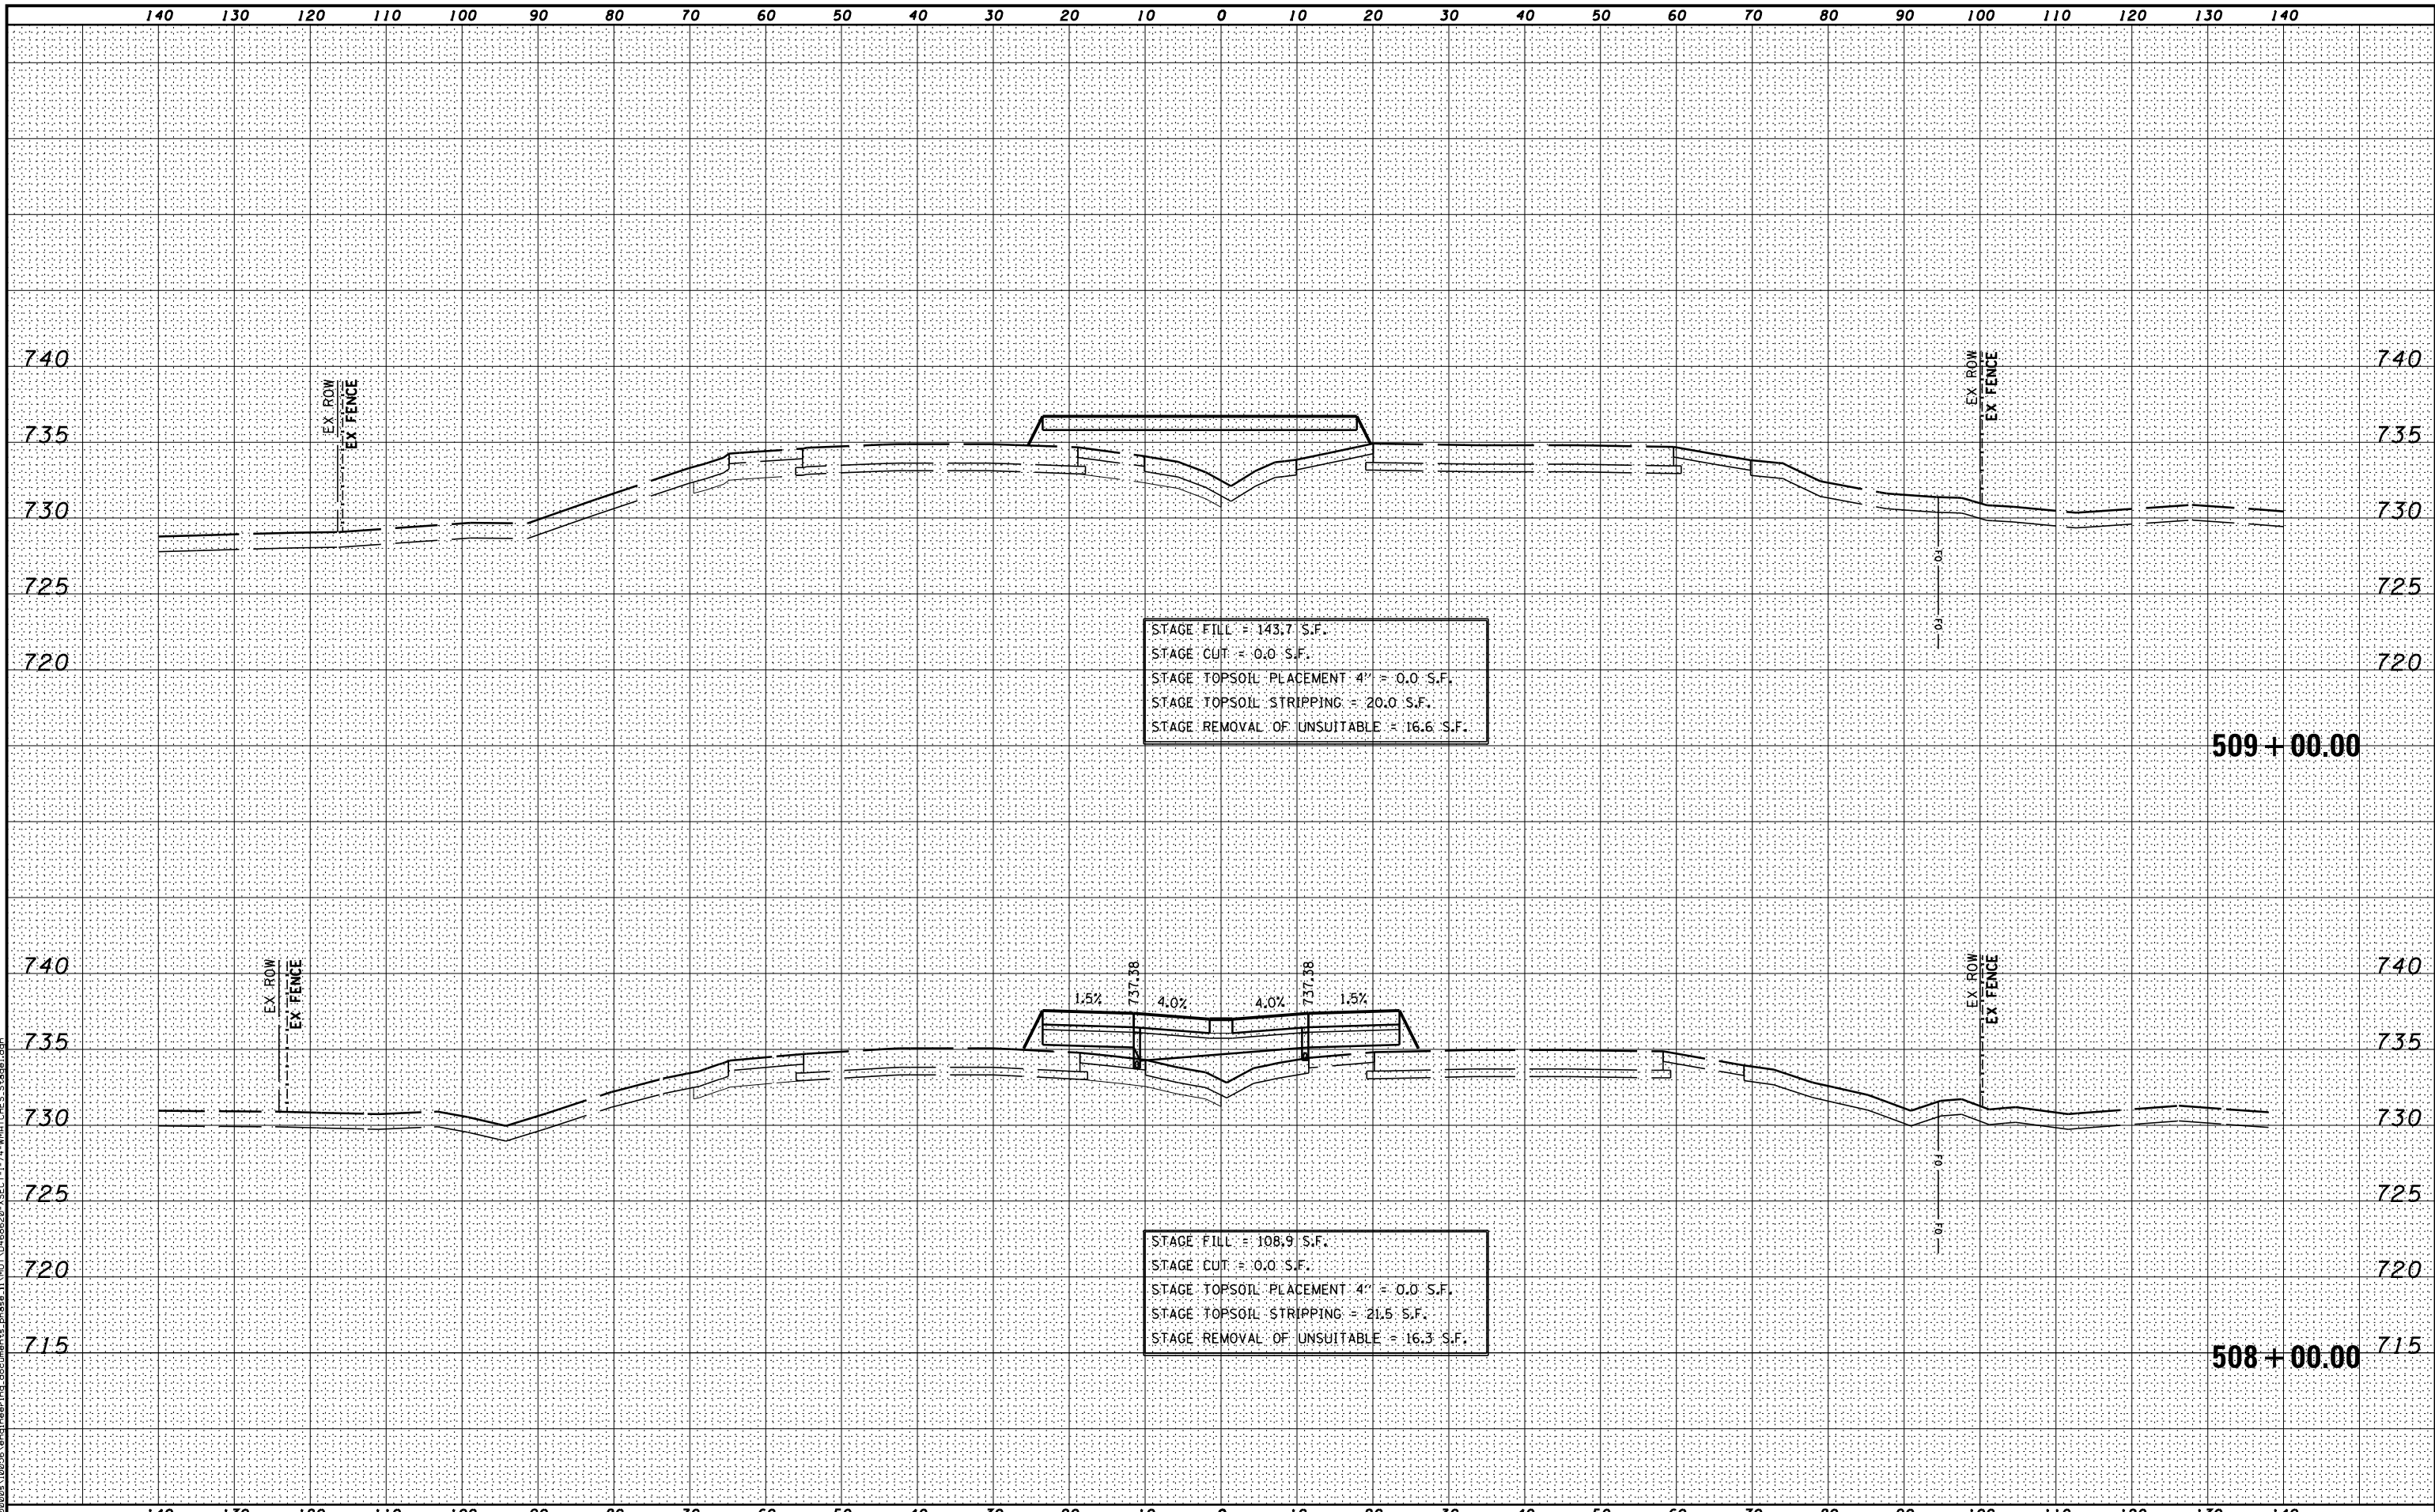 140 130 120 110 100 90 80 70 60 50 40 30 20 10 0 10 20 30 40 50 60 70 80 90 100 110 120 130 140
740 EX ROW EX FENCE EX ROW EX FENCE 740
735 735
730 730
725 FO 725
FO
STAGE FILL = 143.7 S.F.
STAGE CUT = 0.0 S.F.
720 720
STAGE TOPSOIL PLACEMENT 4" = 0.0 S.F.
STAGE TOPSOIL STRIPPING = 20.0 S.F.
STAGE REMOVAL OF UNSUITABLE = 16.6 S.F.
509 + 00.00
740 EX ROW EX FENCE 737.38 737.38 EX ROW EX FENCE 740
1.5% 4.0% 4.0% 1.5%
735 735
730 730
FO
725 725
FO
STAGE FILL = 108.9 S.F.
STAGE CUT = 0.0 S.F.
720 720
STAGE TOPSOIL PLACEMENT 4" = 0.0 S.F.
STAGE TOPSOIL STRIPPING = 21.5 S.F.
STAGE REMOVAL OF UNSUITABLE = 16.3 S.F.
715 508 + 00.00 715